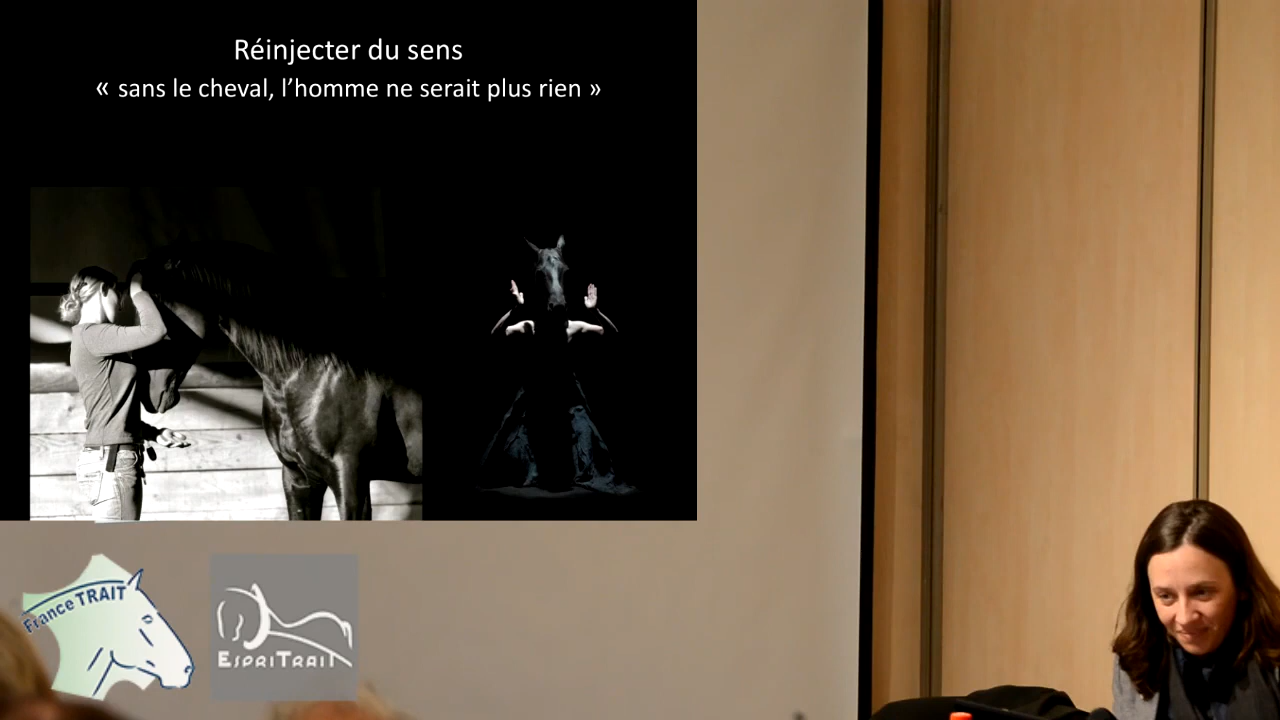 Réinjecter du sens
« sans le cheval, l’homme ne serait plus rien »
France TRAIT
ESPRITRAIT